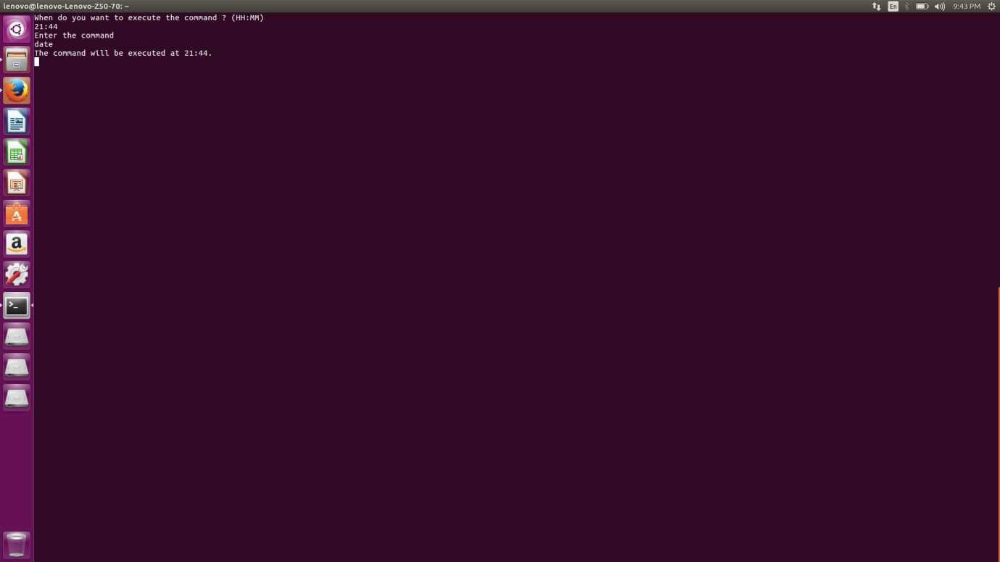 lenovo@lenovo-Lenovo-Z50-70: ~
En
9:43 PM
When do you want to execute the command ? (HH:MM)
21:44
Enter the command
date
The command will be executed at 21:44.